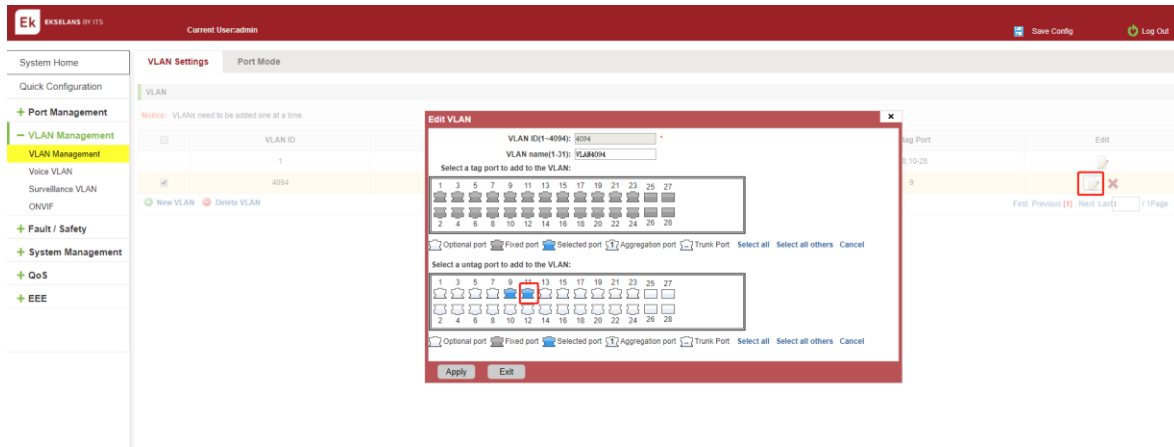 Ek EKSELANS BY ITS
Current User:admin
Save Config
Log Out
System Home
Quick Configuration
+ Port Management
− VLAN Management
VLAN Management
Voice VLAN
Surveillance VLAN
ONVIF
+ Fault / Safety
+ System Management
+ QoS
+ EEE
VLAN Settings Port Mode
VLAN
Notice: VLANs need to be added one at a time.
VLAN ID tag Port Edit
1 8,10-28
4094 9
New VLAN Delete VLAN
First Previous [1] Next Last 1 / 1Page
Edit VLAN x
VLAN ID(1~4094): 4094 *
VLAN name(1-31): VLAN4094
Select a tag port to add to the VLAN:
1 3 5 7 9 11 13 15 17 19 21 23 25 27
2 4 6 8 10 12 14 16 18 20 22 24 26 28
Optional port Fixed port Selected port 1 Aggregation port Trunk Port Select all Select all others Cancel
Select a untag port to add to the VLAN:
1 3 5 7 9 11 13 15 17 19 21 23 25 27
2 4 6 8 10 12 14 16 18 20 22 24 26 28
Optional port Fixed port Selected port 1 Aggregation port Trunk Port Select all Select all others Cancel
Apply Exit